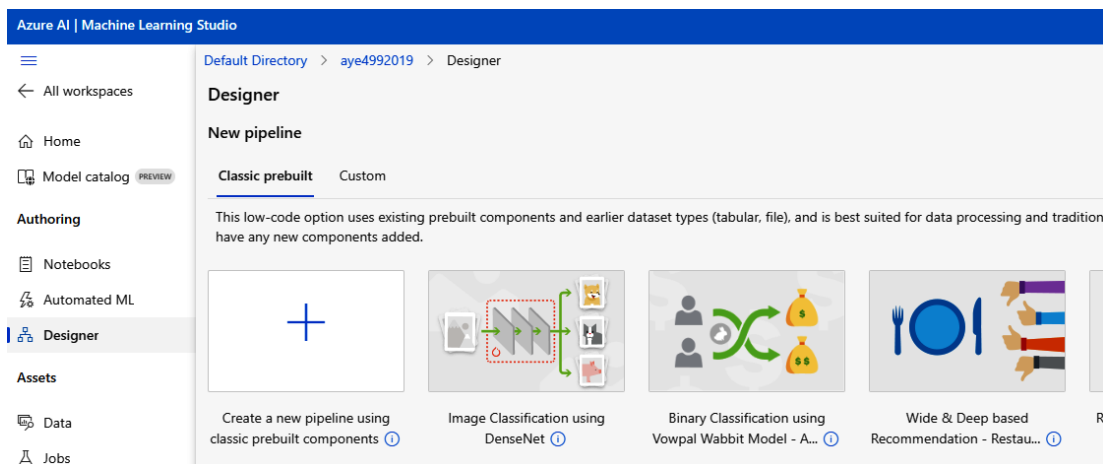 Azure AI | Machine Learning Studio
Default Directory > aye4992019 > Designer
All workspaces
Designer
Home
New pipeline
Model catalog PREVIEW
Classic prebuilt Custom
Authoring
This low-code option uses existing prebuilt components and earlier dataset types (tabular, file), and is best suited for data processing and tradition
have any new components added.
Notebooks
Automated ML
Designer
Assets
Data
Jobs
$
$$
Create a new pipeline using
classic prebuilt components
Image Classification using
DenseNet
Binary Classification using
Vowpal Wabbit Model - A...
Wide & Deep based
Recommendation - Restau...
R